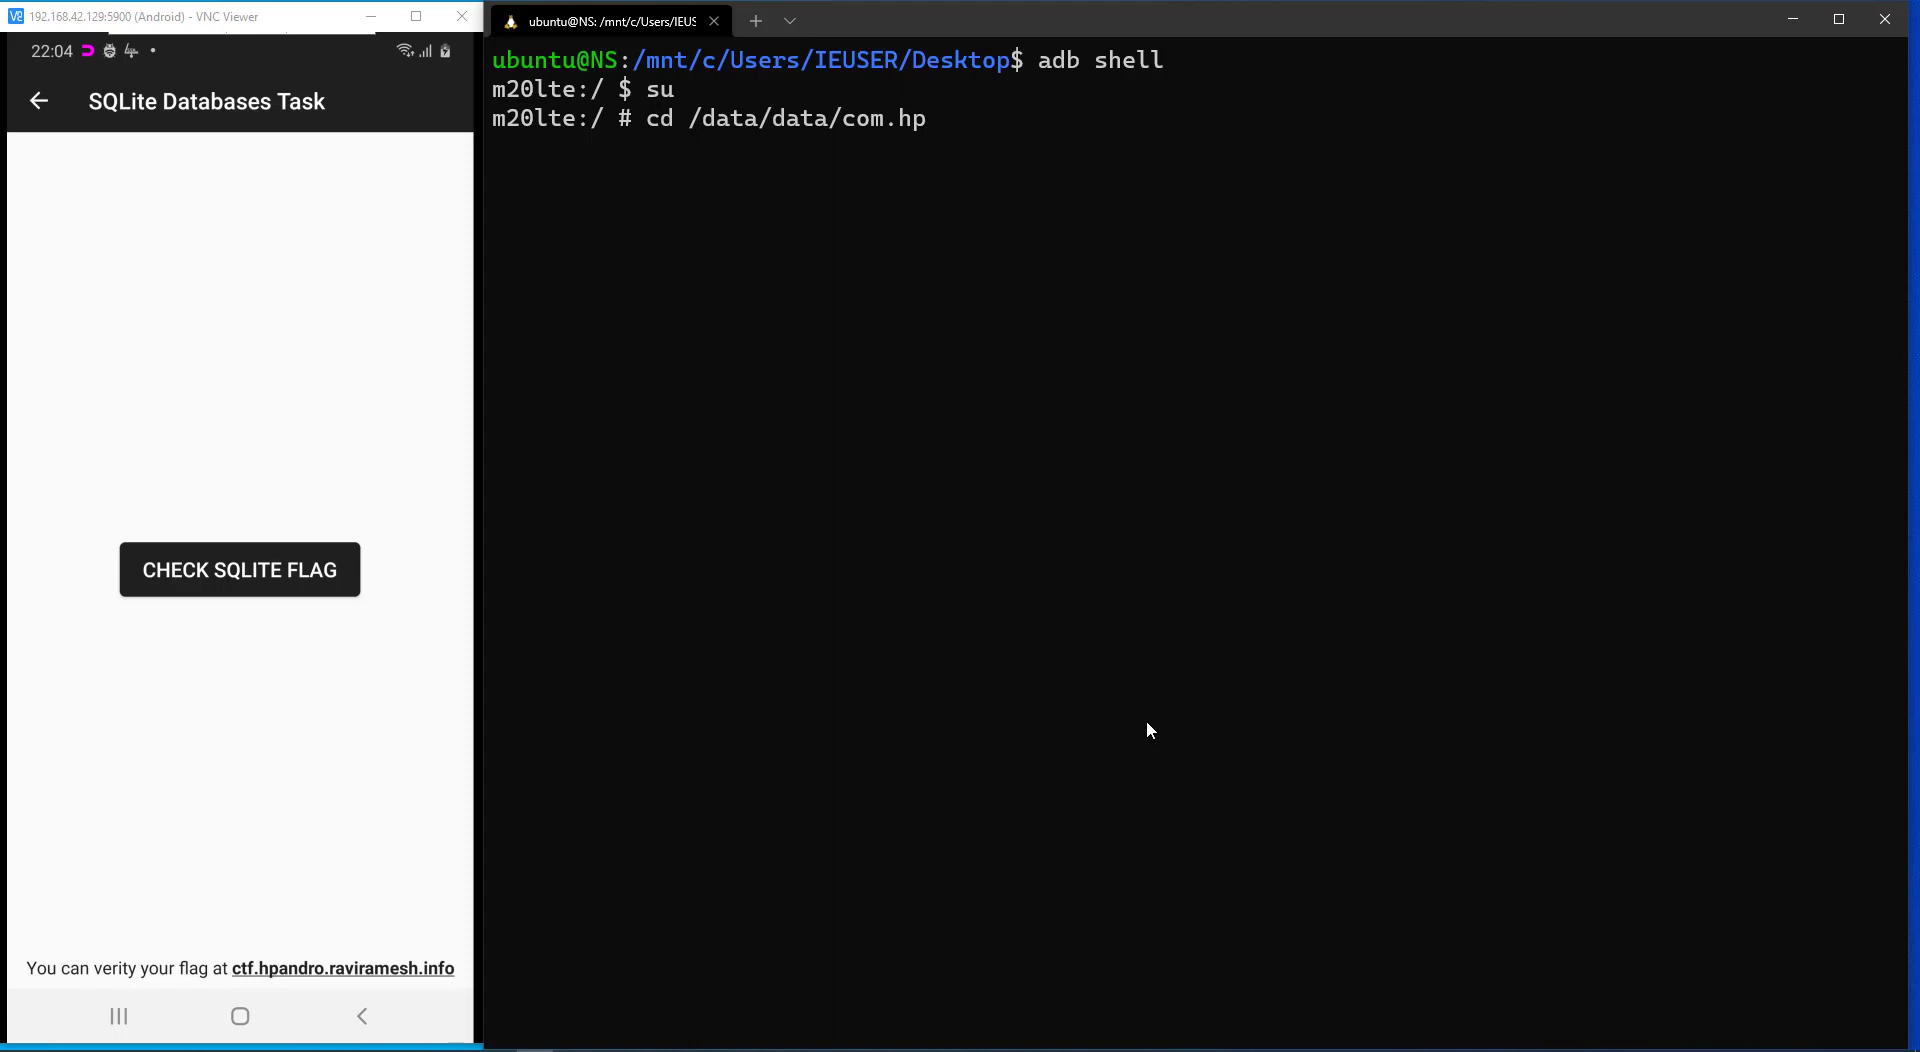 192.168.42.129:5900 (Android) - VNC Viewer
22:04
SQLite Databases Task
CHECK SQLITE FLAG
You can verity your flag at ctf.hpandro.raviramesh.info
ubuntu@NS: /mnt/c/Users/IEUS
ubuntu@NS:/mnt/c/Users/IEUSER/Desktop$ adb shell
m20lte:/ $ su
m20lte:/ # cd /data/data/com.hp